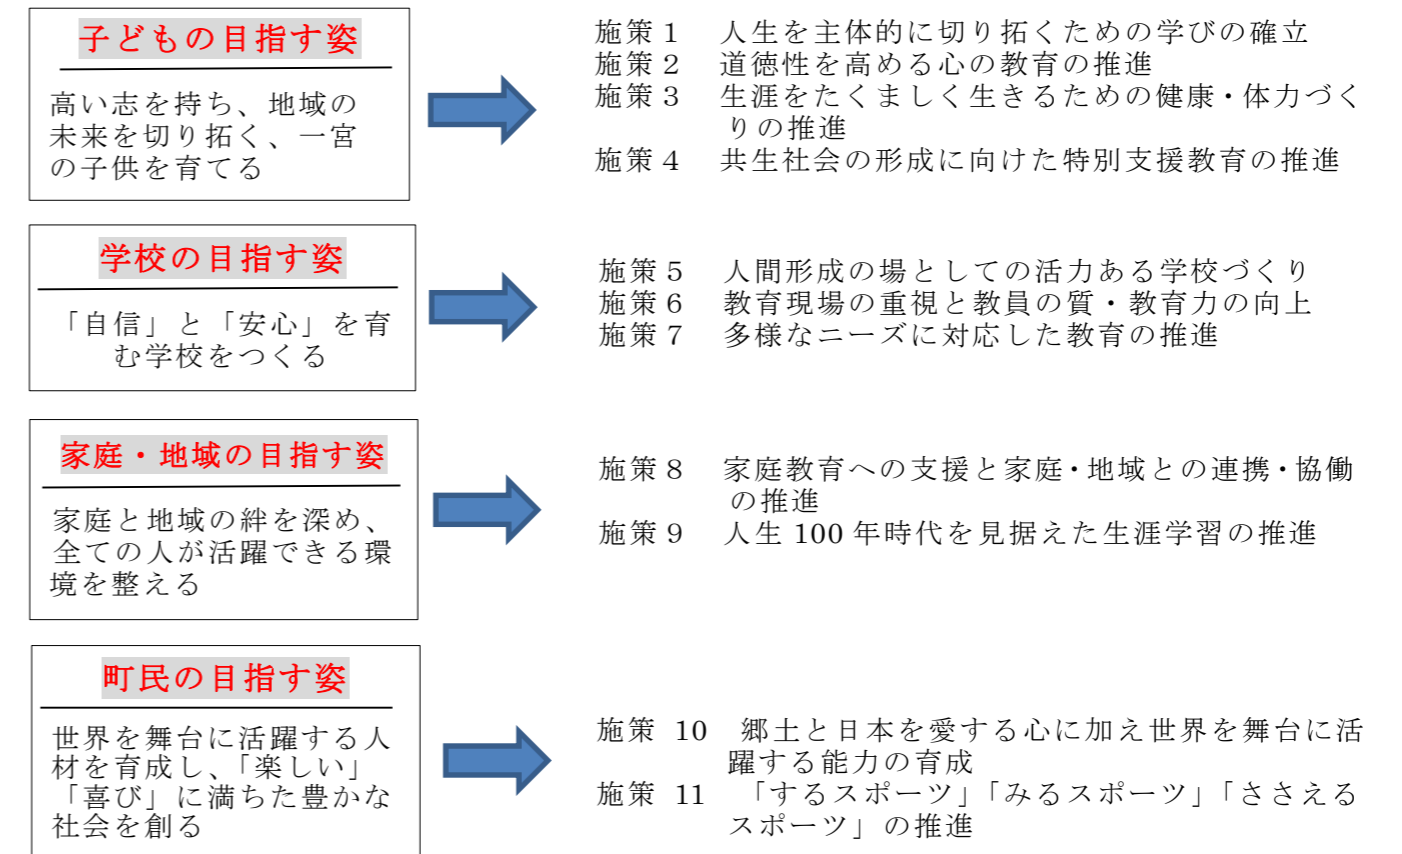 子どもの目指す姿
高い志を持ち、地域の
未来を切り拓く、一宮
の子供を育てる
施策１　人生を主体的に切り拓くための学びの確立
施策２　道徳性を高める心の教育の推進
施策３　生涯をたくましく生きるための健康・体力づく
りの推進
施策４　共生社会の形成に向けた特別支援教育の推進
学校の目指す姿
「自信」と「安心」を育
む学校をつくる
施策５　人間形成の場としての活力ある学校づくり
施策６　教育現場の重視と教員の質・教育力の向上
施策７　多様なニーズに対応した教育の推進
家庭・地域の目指す姿
家庭と地域の絆を深め、
全ての人が活躍できる環
境を整える
施策８　家庭教育への支援と家庭・地域との連携・協働
の推進
施策９　人生 100 年時代を見据えた生涯学習の推進
町民の目指す姿
世界を舞台に活躍する人
材を育成し、「楽しい」
「喜び」に満ちた豊かな
社会を創る
施策 10　郷土と日本を愛する心に加え世界を舞台に活
躍する能力の育成
施策 11　「するスポーツ」「みるスポーツ」「ささえる
スポーツ」の推進